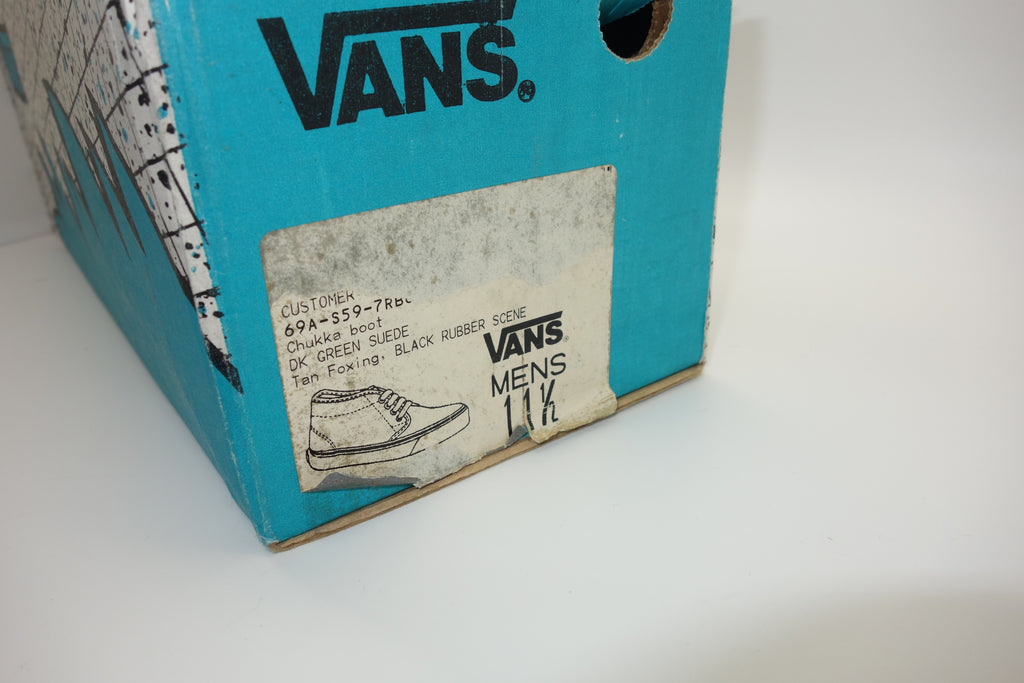 VANS
CUSTOMER
69A-S59-7RB
Chukka boot
DK GREEN SUEDE
Tan Foxing, BLACK RUBBER SCENE
VANS
MENS
11½